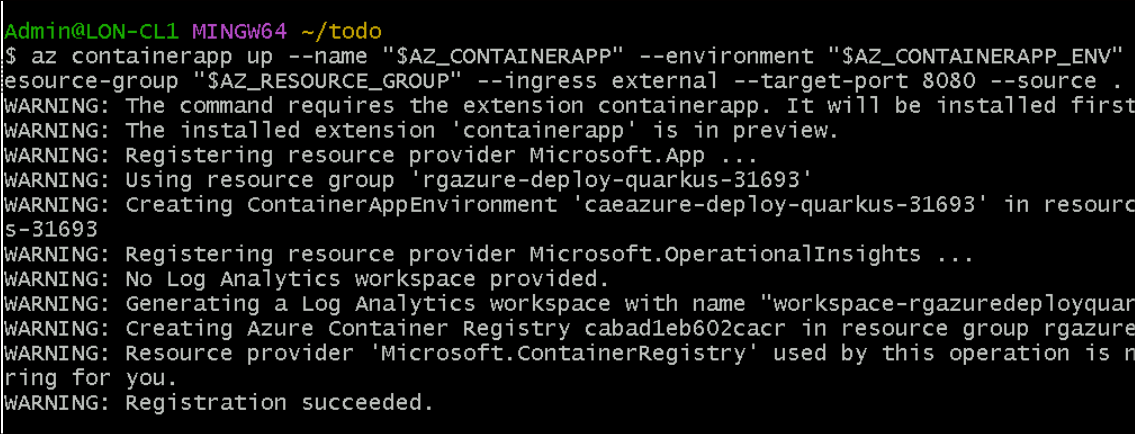 Admin@LON-CL1 MINGW64 ~/todo
$ az containerapp up --name "$AZ_CONTAINERAPP" --environment "$AZ_CONTAINERAPP_ENV"
esource-group "$AZ_RESOURCE_GROUP" --ingress external --target-port 8080 --source .
WARNING: The command requires the extension containerapp. It will be installed first
WARNING: The installed extension 'containerapp' is in preview.
WARNING: Registering resource provider Microsoft.App ...
WARNING: Using resource group 'rgazure-deploy-quarkus-31693'
WARNING: Creating ContainerAppEnvironment 'caeazure-deploy-quarkus-31693' in resourc
s-31693
WARNING: Registering resource provider Microsoft.OperationalInsights ...
WARNING: No Log Analytics workspace provided.
WARNING: Generating a Log Analytics workspace with name "workspace-rgazuredeployquar
WARNING: Creating Azure Container Registry cabad1eb602cacr in resource group rgazure
WARNING: Resource provider 'Microsoft.ContainerRegistry' used by this operation is n
ring for you.
WARNING: Registration succeeded.